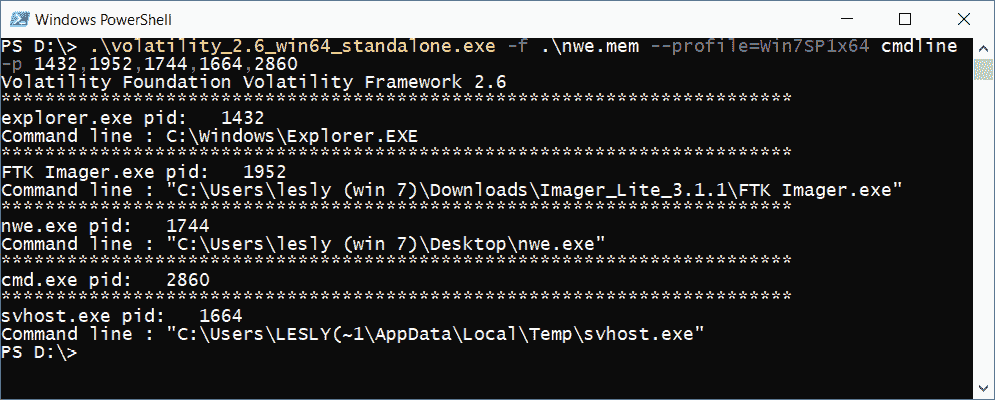 Windows PowerShell
PS D:\> .\volatility_2.6_win64_standalone.exe -f .\nwe.mem --profile=Win7SP1x64 cmdline
-p 1432,1952,1744,1664,2860
Volatility Foundation Volatility Framework 2.6
************************************************************************
explorer.exe pid:   1432
Command line : C:\Windows\Explorer.EXE
************************************************************************
FTK Imager.exe pid:   1952
Command line : "C:\Users\lesly (win 7)\Downloads\Imager_Lite_3.1.1\FTK Imager.exe"
************************************************************************
nwe.exe pid:   1744
Command line : "C:\Users\lesly (win 7)\Desktop\nwe.exe"
************************************************************************
cmd.exe pid:   2860
************************************************************************
svhost.exe pid:   1664
Command line : "C:\Users\LESLY(~1\AppData\Local\Temp\svhost.exe"
PS D:\>